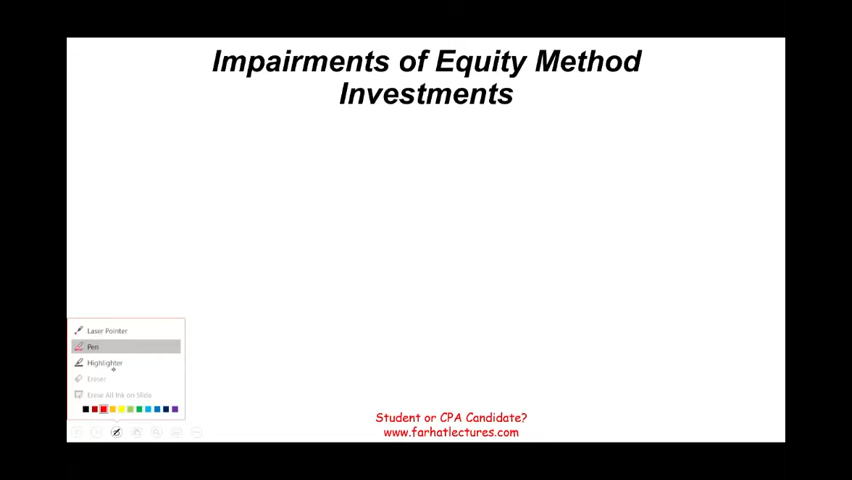 Impairments of Equity Method
Investments
Laser Pointer
Pen
Highlighter
Eraser
Erase All Ink on Slide
Student or CPA Candidate?
www.farhatlectures.com